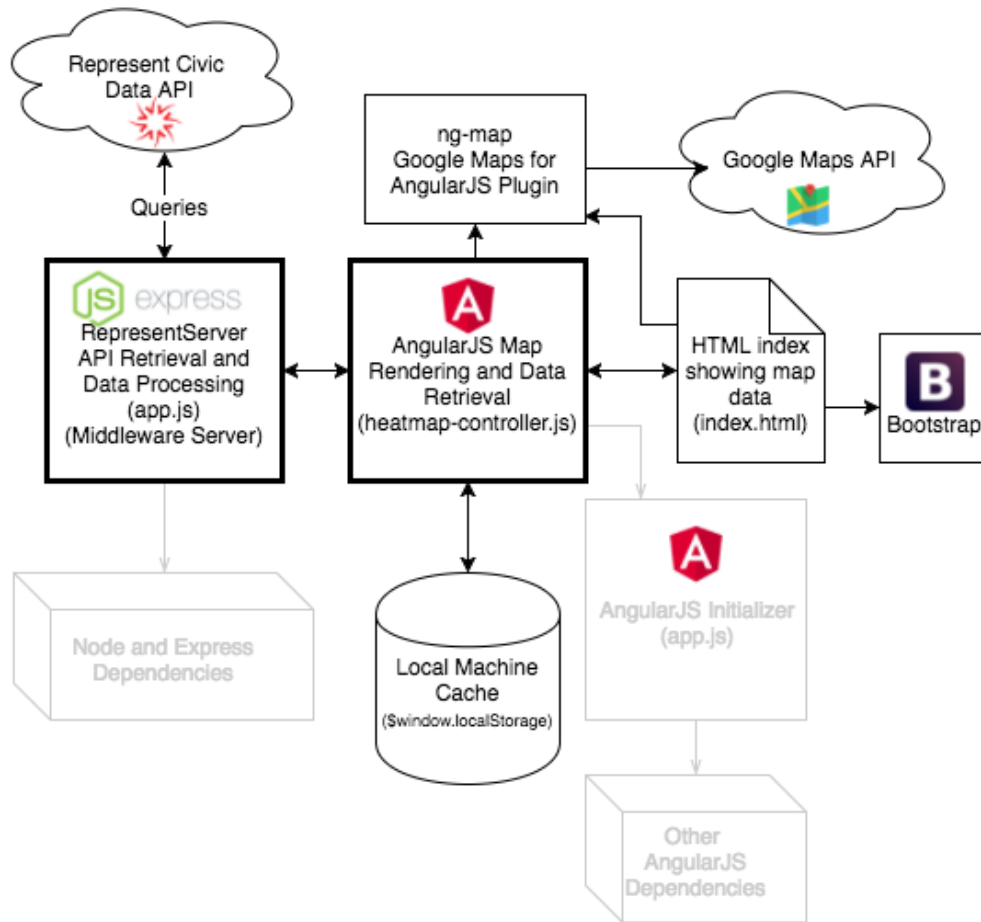 Represent Civic
Data API
Queries
ng-map
Google Maps for
AngularJS Plugin
Google Maps API
JS express
RepresentServer
API Retrieval and
Data Processing
(app.js)
(Middleware Server)
A
AngularJS Map
Rendering and Data
Retrieval
(heatmap-controller.js)
HTML index
showing map
data
(index.html)
B
Bootstrap
Node and Express
Dependencies
Local Machine
Cache
($window.localStorage)
A
AngularJS Initializer
(app.js)
Other
AngularJS
Dependencies